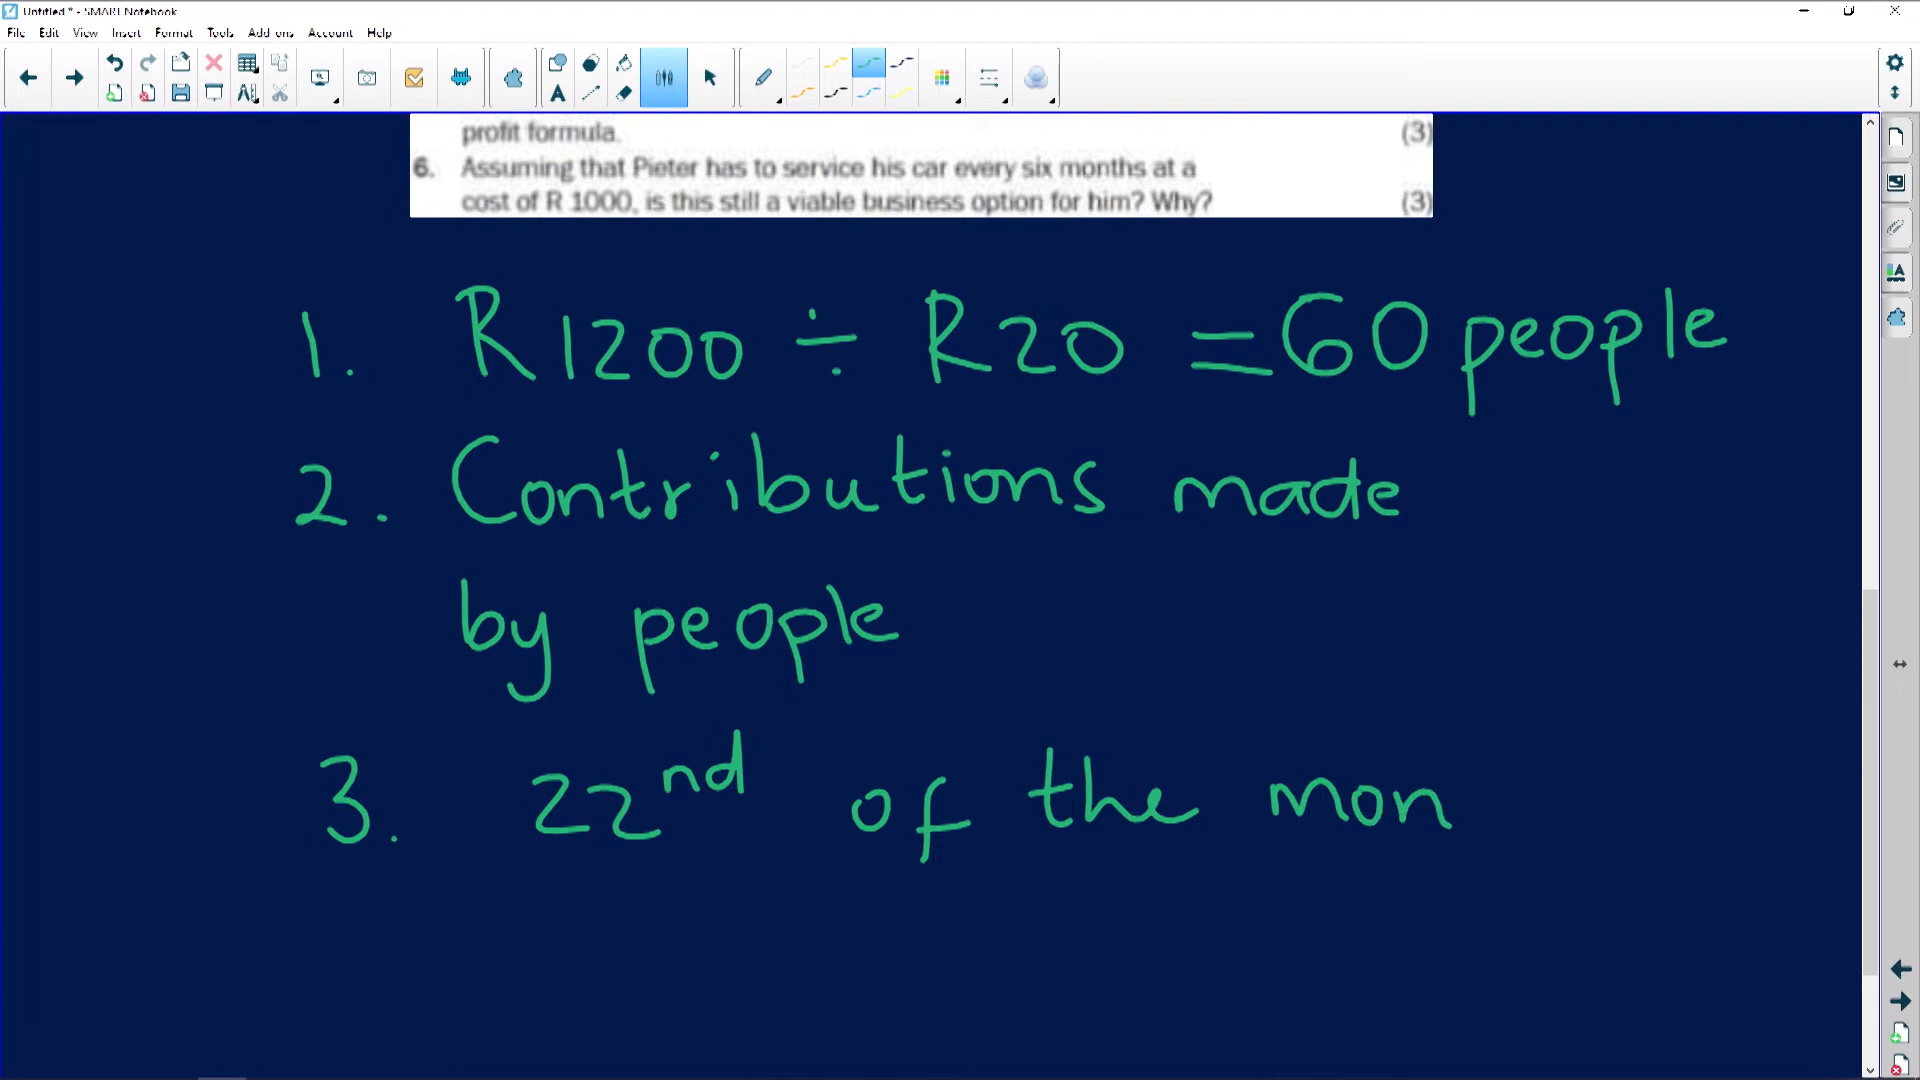 Untitled * - SMART Notebook
File Edit View Insert Format Tools Add-ons Account Help
profit formula. (3)
6. Assuming that Pieter has to service his car every six months at a
cost of R 1000, is this still a viable business option for him? Why? (3)
1. R1200 ÷ R20 = 60 people
2. Contributions made
by people
3. 22nd of the mon